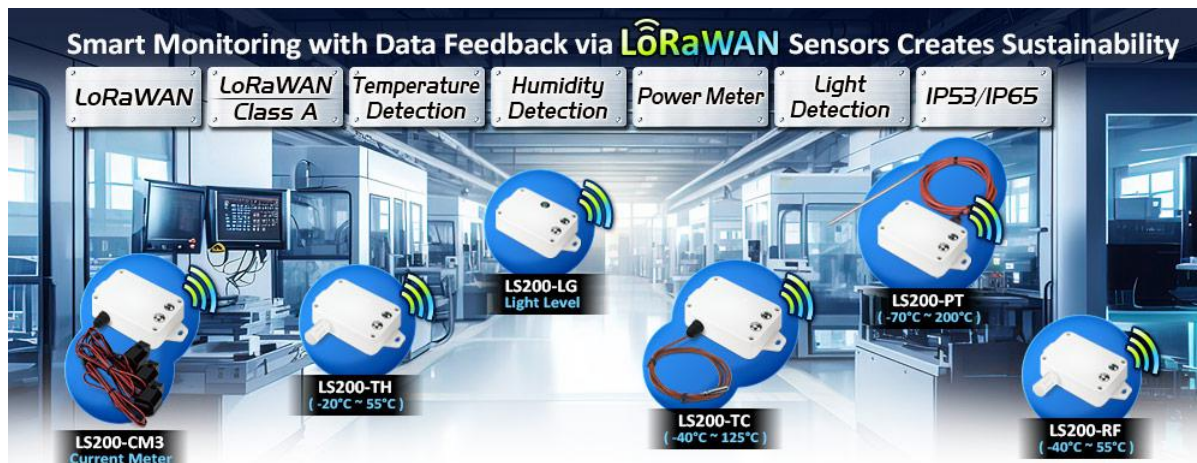 Smart Monitoring with Data Feedback via LoRaWAN Sensors Creates Sustainability
LoRaWAN
LoRaWAN
Class A
Temperature
Detection
Humidity
Detection
Power Meter
Light
Detection
IP53/IP65
LS200-LG
Light Level
LS200-PT
( -70°C ~ 200°C )
LS200-TH
( -20°C ~ 55°C )
LS200-TC
( -40°C ~ 125°C )
LS200-RF
( -40°C ~ 55°C )
LS200-CM3
Current Meter